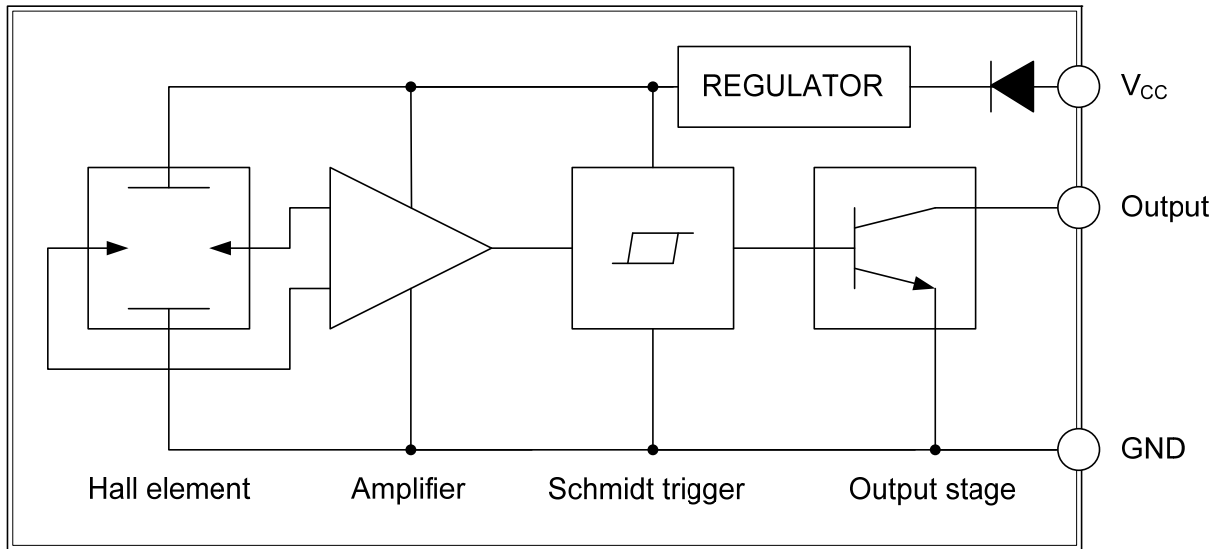 REGULATOR
V_CC
Output
GND
Hall element
Amplifier
Schmidt trigger
Output stage